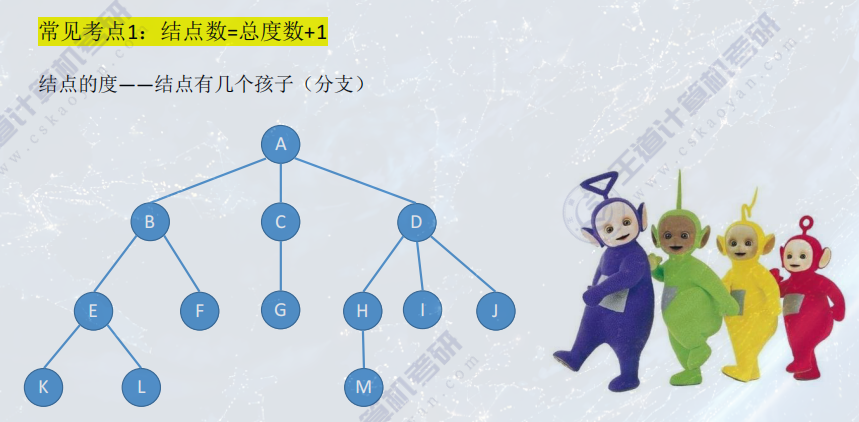 常见考点1：结点数=总度数+1
结点的度——结点有几个孩子（分支）
A
B
C
D
E
F
G
H
I
J
K
L
M
王道计算机考研
www.cskaoyan.com